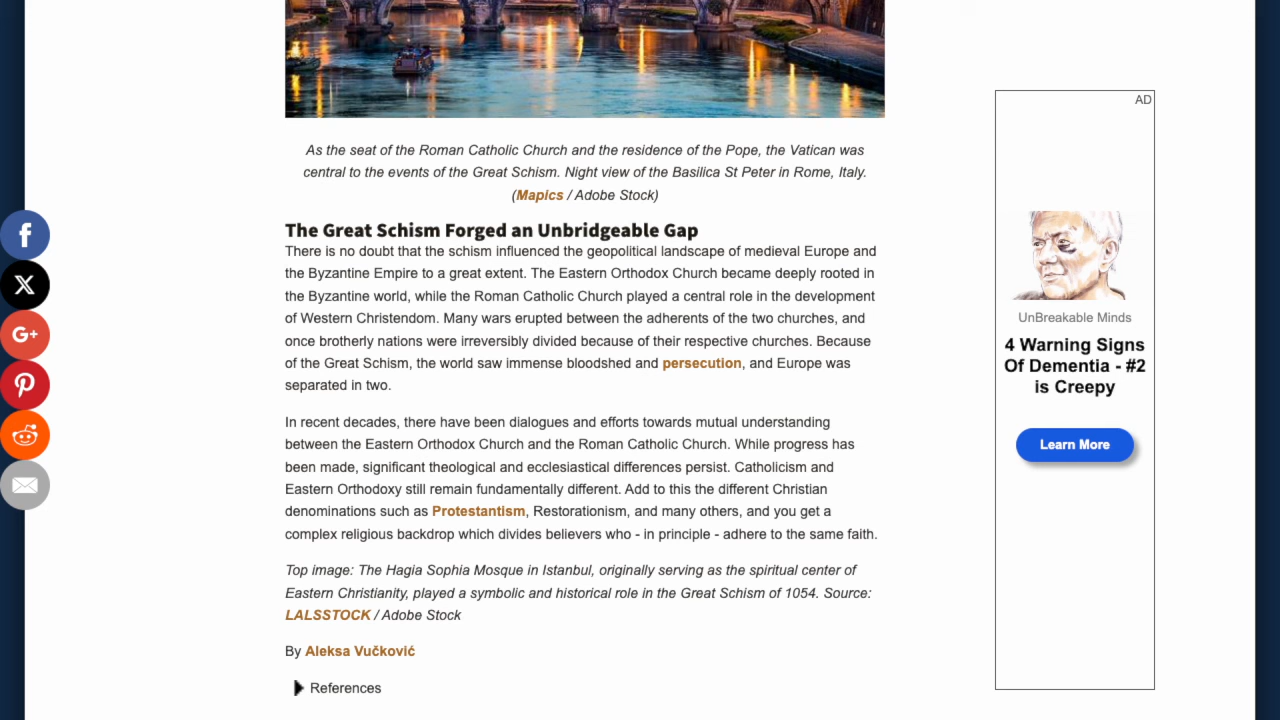 As the seat of the Roman Catholic Church and the residence of the Pope, the Vatican was
central to the events of the Great Schism. Night view of the Basilica St Peter in Rome, Italy.
(Mapics / Adobe Stock)
The Great Schism Forged an Unbridgeable Gap
There is no doubt that the schism influenced the geopolitical landscape of medieval Europe and
the Byzantine Empire to a great extent. The Eastern Orthodox Church became deeply rooted in
the Byzantine world, while the Roman Catholic Church played a central role in the development
of Western Christendom. Many wars erupted between the adherents of the two churches, and
once brotherly nations were irreversibly divided because of their respective churches. Because
of the Great Schism, the world saw immense bloodshed and persecution, and Europe was
separated in two.
In recent decades, there have been dialogues and efforts towards mutual understanding
between the Eastern Orthodox Church and the Roman Catholic Church. While progress has
been made, significant theological and ecclesiastical differences persist. Catholicism and
Eastern Orthodoxy still remain fundamentally different. Add to this the different Christian
denominations such as Protestantism, Restorationism, and many others, and you get a
complex religious backdrop which divides believers who - in principle - adhere to the same faith.
Top image: The Hagia Sophia Mosque in Istanbul, originally serving as the spiritual center of
Eastern Christianity, played a symbolic and historical role in the Great Schism of 1054. Source:
LALSSTOCK / Adobe Stock
By Aleksa Vučković
References
AD
UnBreakable Minds
4 Warning Signs
Of Dementia - #2
is Creepy
Learn More
f
X
G+